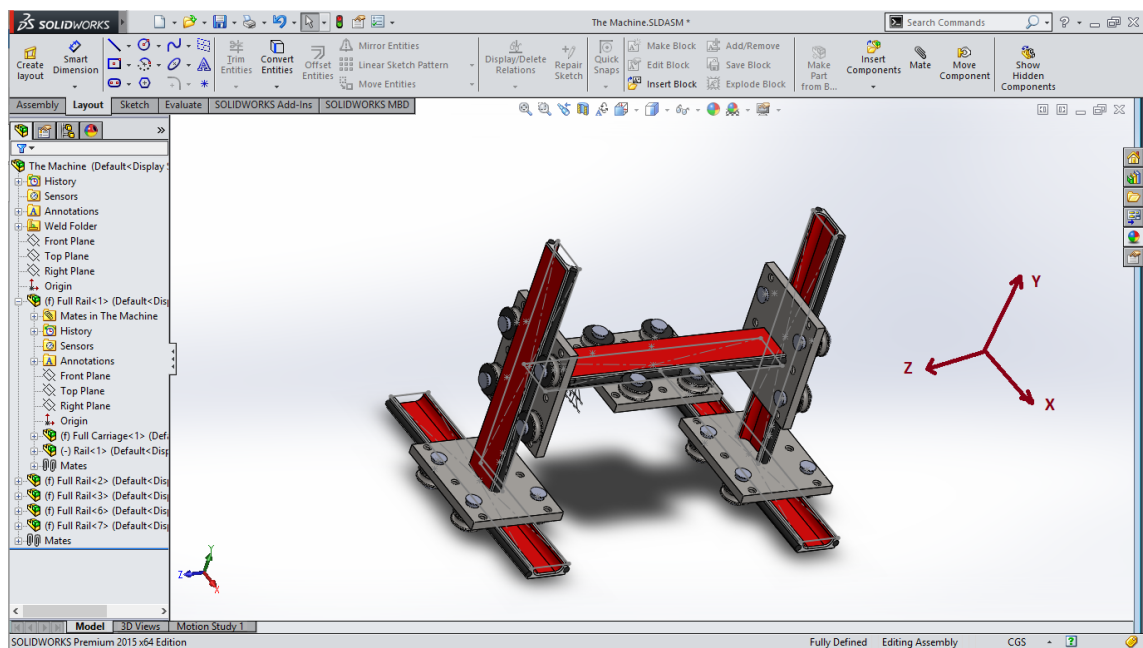 SOLIDWORKS
The Machine.SLDASM *
Search Commands
Create layout
Smart Dimension
Trim Entities
Convert Entities
Offset Entities
Mirror Entities
Linear Sketch Pattern
Move Entities
Display/Delete Relations
Repair Sketch
Quick Snaps
Make Block
Edit Block
Insert Block
Add/Remove
Save Block
Explode Block
Make Part from B...
Insert Components
Mate
Move Component
Show Hidden Components
Assembly Layout Sketch Evaluate SOLIDWORKS Add-Ins SOLIDWORKS MBD
The Machine (Default<Display
History
Sensors
Annotations
Weld Folder
Front Plane
Top Plane
Right Plane
Origin
(f) Full Rail<1> (Default<Disp
Mates in The Machine
History
Sensors
Annotations
Front Plane
Top Plane
Right Plane
Origin
(f) Full Carriage<1> (Def
(-) Rail<1> (Default<Disp
Mates
(f) Full Rail<2> (Default<Disp
(f) Full Rail<3> (Default<Disp
(f) Full Rail<6> (Default<Disp
(f) Full Rail<7> (Default<Disp
Mates
Y
Z
X
Y
Z
X
Model 3D Views Motion Study 1
SOLIDWORKS Premium 2015 x64 Edition
Fully Defined Editing Assembly CGS